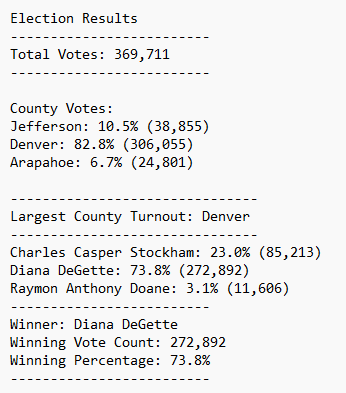 Election Results
-------------------------
Total Votes: 369,711
-------------------------
County Votes:
Jefferson: 10.5% (38,855)
Denver: 82.8% (306,055)
Arapahoe: 6.7% (24,801)
-------------------------------
Largest County Turnout: Denver
-------------------------------
Charles Casper Stockham: 23.0% (85,213)
Diana DeGette: 73.8% (272,892)
Raymon Anthony Doane: 3.1% (11,606)
-------------------------
Winner: Diana DeGette
Winning Vote Count: 272,892
Winning Percentage: 73.8%
-------------------------